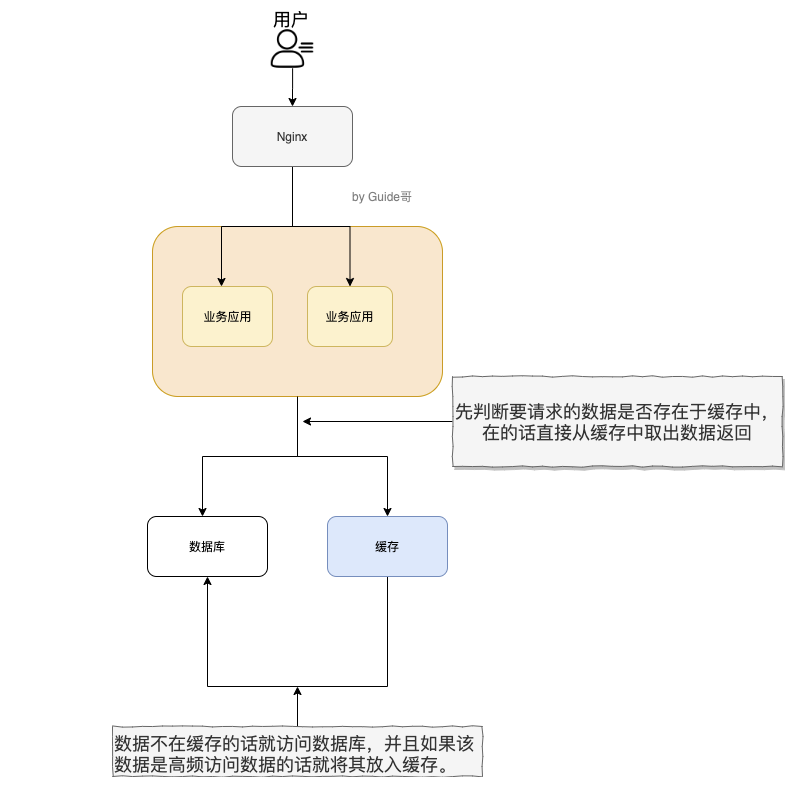 用户
Nginx
by Guide哥
业务应用
业务应用
先判断要请求的数据是否存在于缓存中，
在的话直接从缓存中取出数据返回
数据库
缓存
数据不在缓存的话就访问数据库，并且如果该
数据是高频访问数据的话就将其放入缓存。